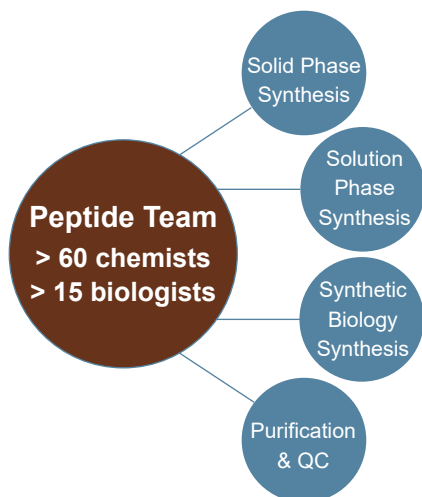 Solid Phase
Synthesis
Solution
Phase
Synthesis
Peptide Team
> 60 chemists
> 15 biologists
Synthetic
Biology
Synthesis
Purification
& QC